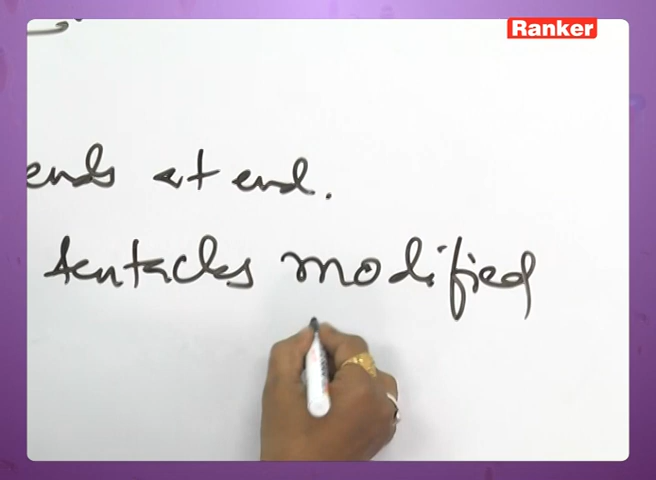 Ranker
ends at end.
tentacles modified